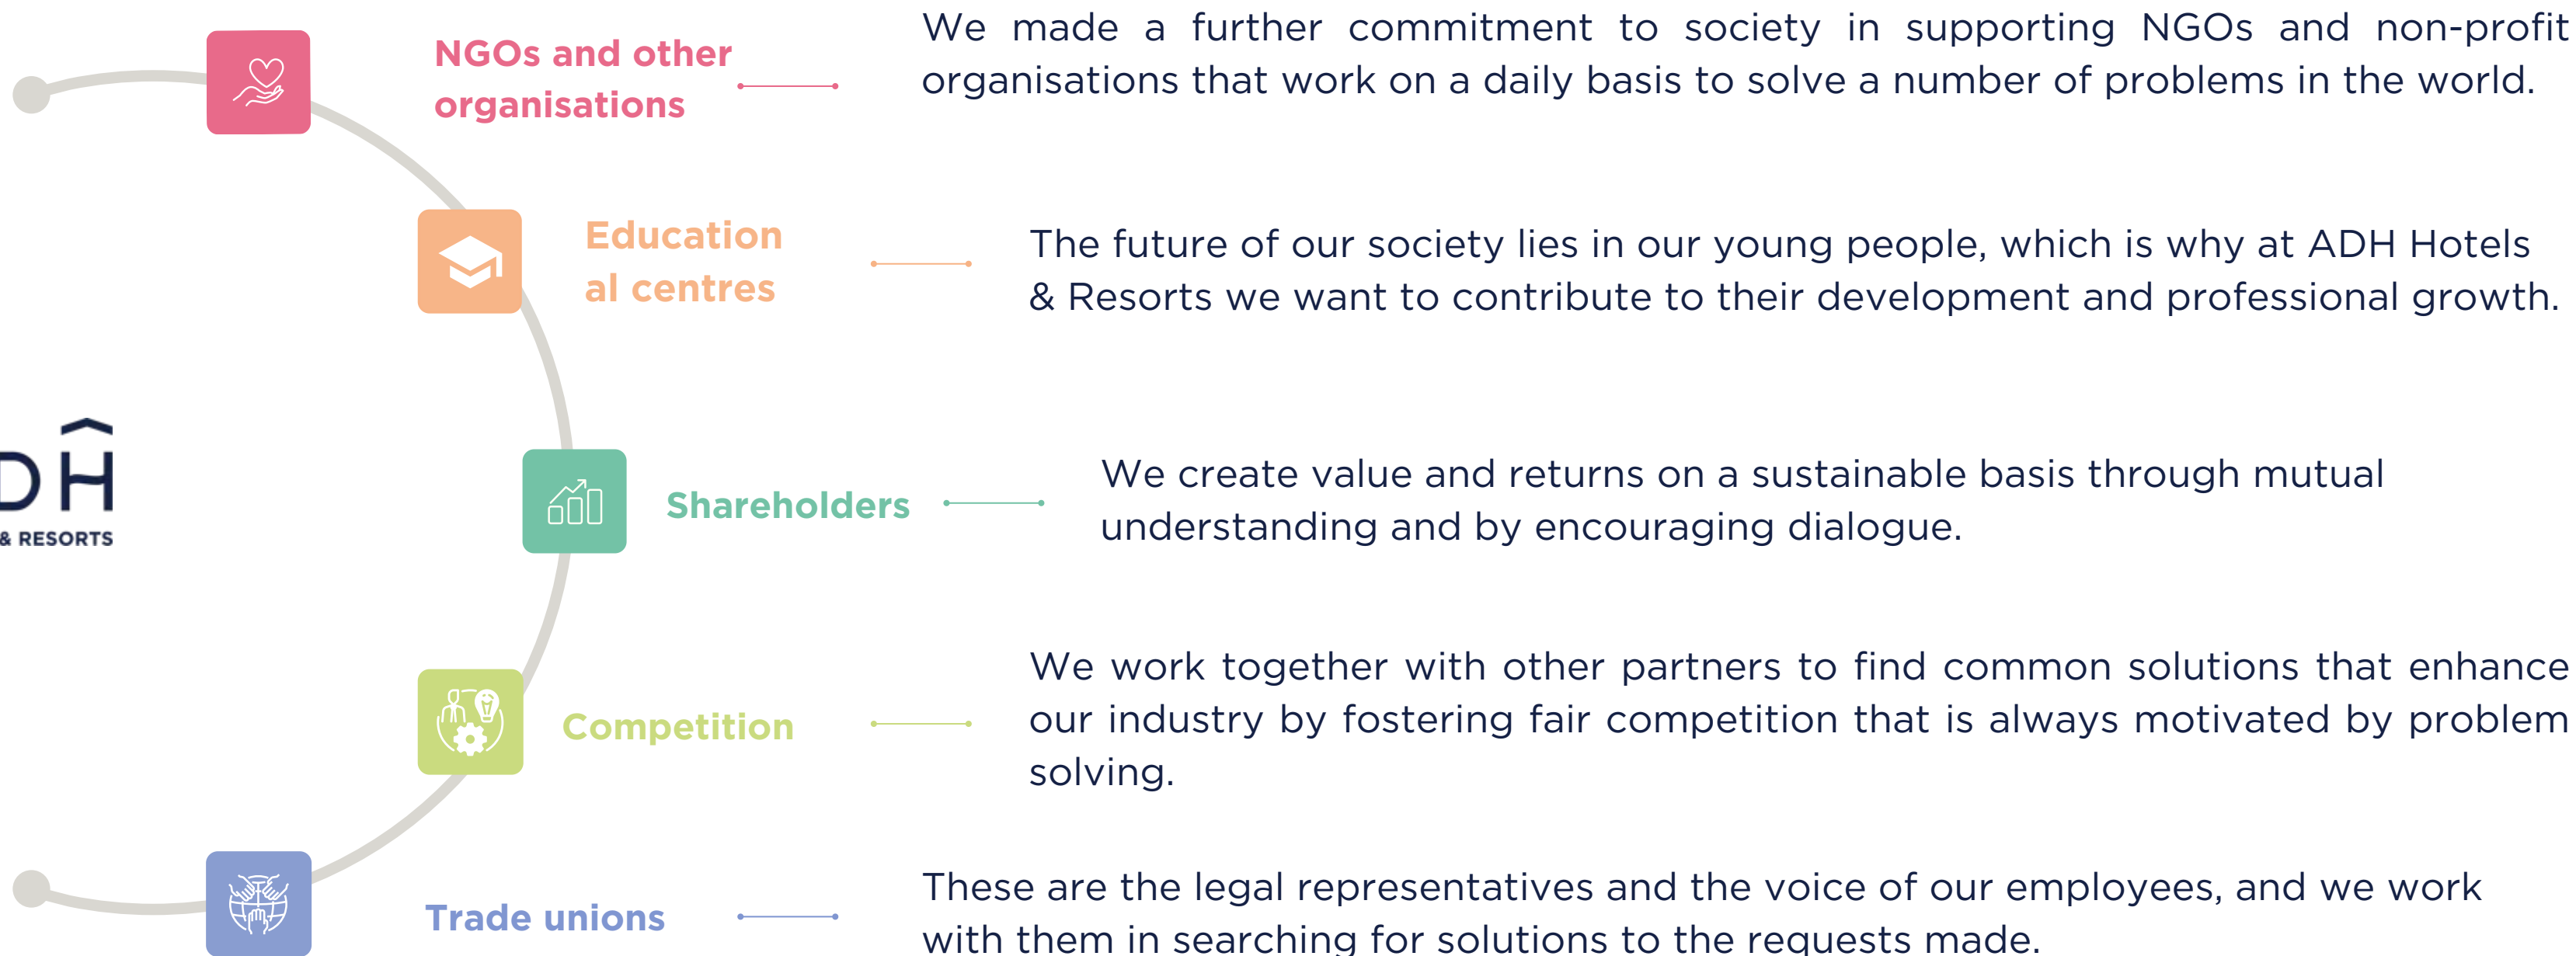 NGOs and other
organisations
We made a further commitment to society in supporting NGOs and non-profit
organisations that work on a daily basis to solve a number of problems in the world.
Education
al centres
The future of our society lies in our young people, which is why at ADH Hotels
& Resorts we want to contribute to their development and professional growth.
DH
& RESORTS
Shareholders
We create value and returns on a sustainable basis through mutual
understanding and by encouraging dialogue.
Competition
We work together with other partners to find common solutions that enhance
our industry by fostering fair competition that is always motivated by problem
solving.
Trade unions
These are the legal representatives and the voice of our employees, and we work
with them in searching for solutions to the requests made.